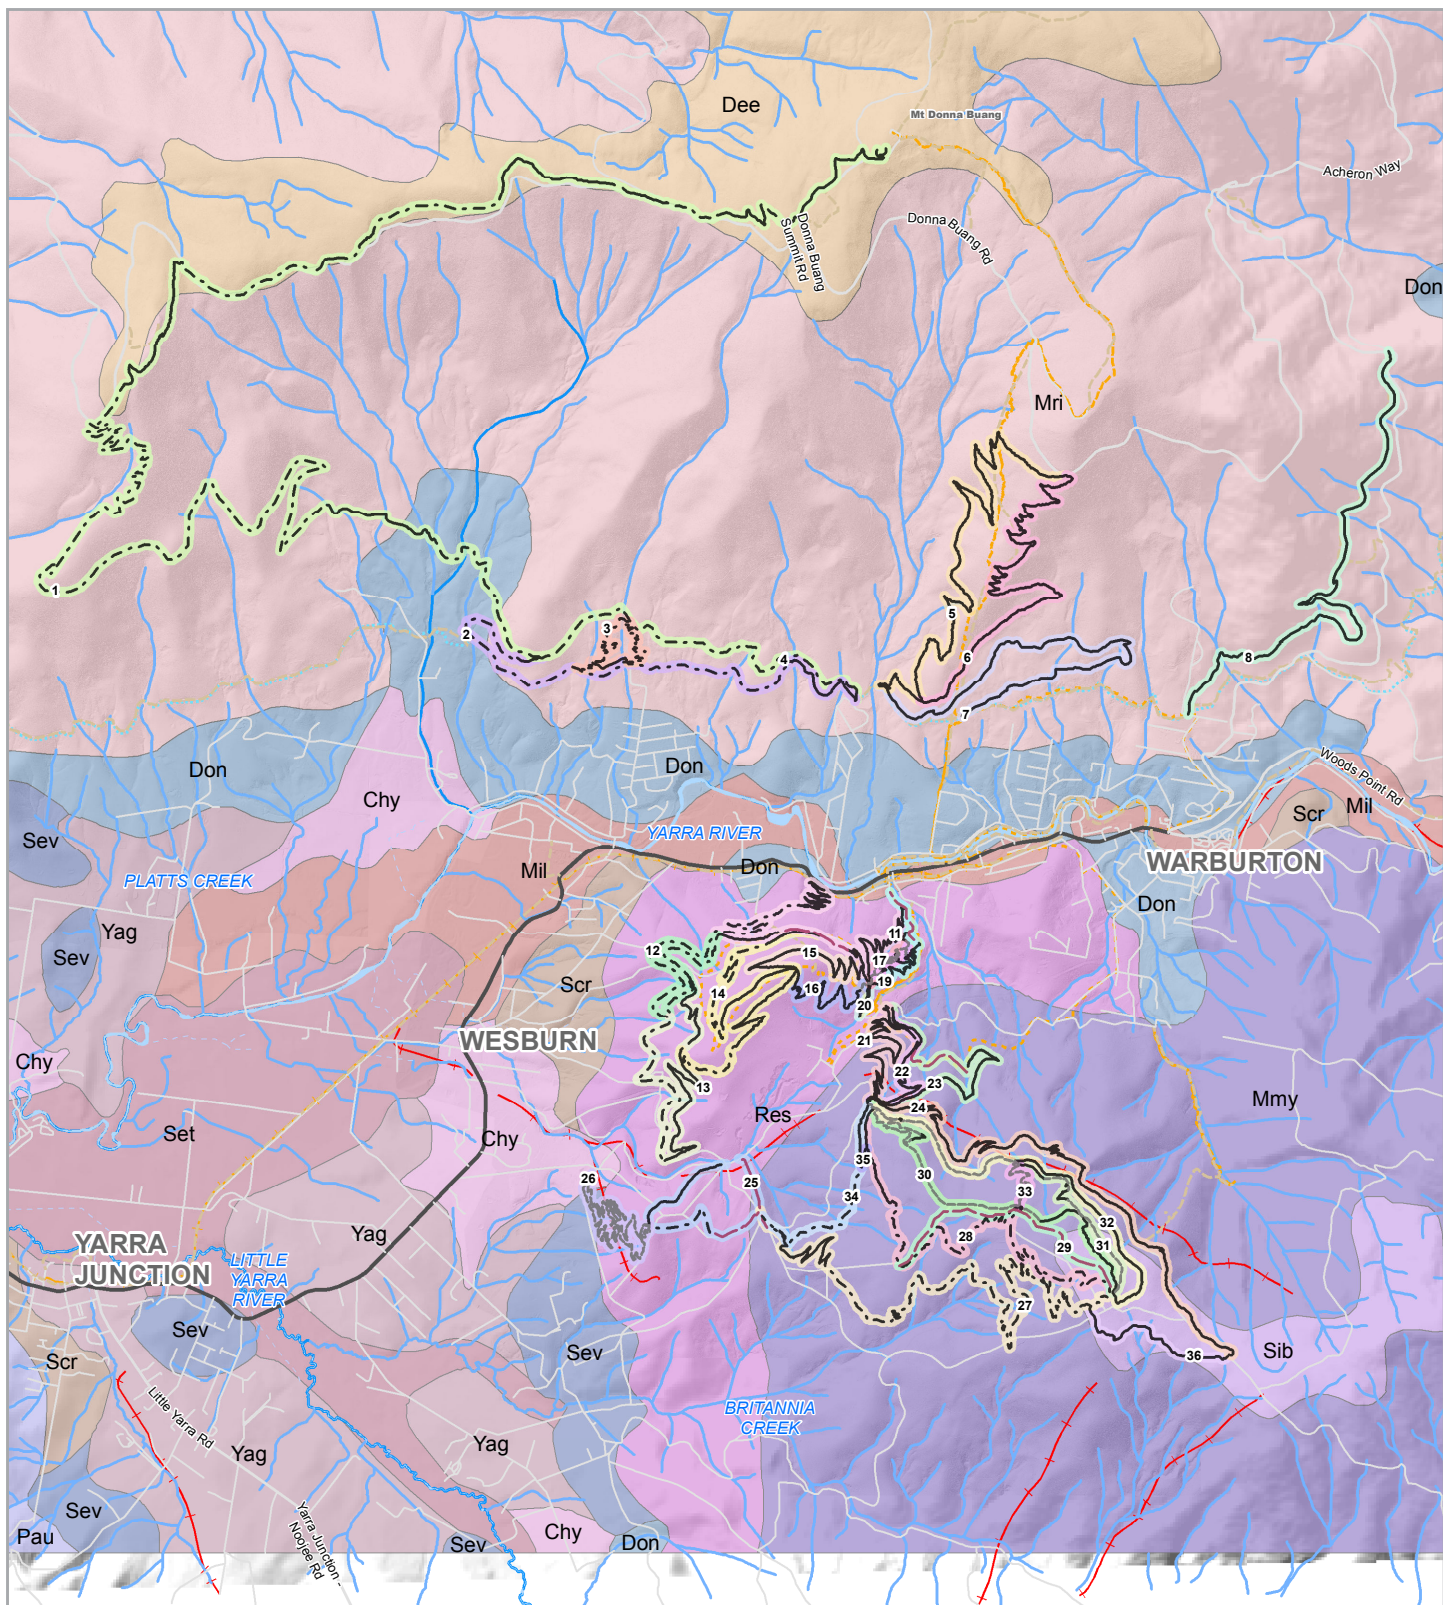 Dee
Mt Donna Buang
Acheron Way
Donna Buang Rd
Donna Buang
Summit Rd
Don
Mri
1
2
3
4
5
6
7
8
Don
Don
Chy
Woods Point Rd
Scr
Mil
Sev
YARRA RIVER
Mil
Don
WARBURTON
PLATTS CREEK
Don
Yag
Sev
11
12
15
17
Scr
14
16
19
20
WESBURN
21
Chy
22
23
13
24
Mmy
Res
Set
Chy
35
30
26
25
34
33
32
Yag
28
29
31
YARRA
JUNCTION
LITTLE
YARRA
RIVER
27
Sev
Sev
36
Sib
Scr
Little Yarra Rd
BRITANNIA
CREEK
Yag
Yag
Sev
Yarra Junction -
Noojee Rd
Pau
Sev
Chy
Don